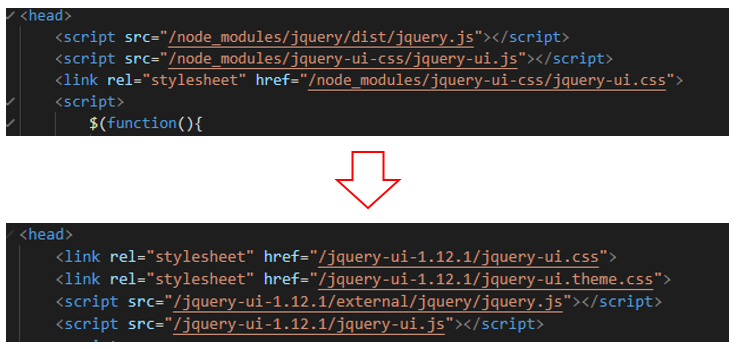 <head>
<script src="/node_modules/jquery/dist/jquery.js"></script>
<script src="/node_modules/jquery-ui-css/jquery-ui.js"></script>
<link rel="stylesheet" href="/node_modules/jquery-ui-css/jquery-ui.css">
<script>
$(function(){
<head>
<link rel="stylesheet" href="/jquery-ui-1.12.1/jquery-ui.css">
<link rel="stylesheet" href="/jquery-ui-1.12.1/jquery-ui.theme.css">
<script src="/jquery-ui-1.12.1/external/jquery/jquery.js"></script>
<script src="/jquery-ui-1.12.1/jquery-ui.js"></script>